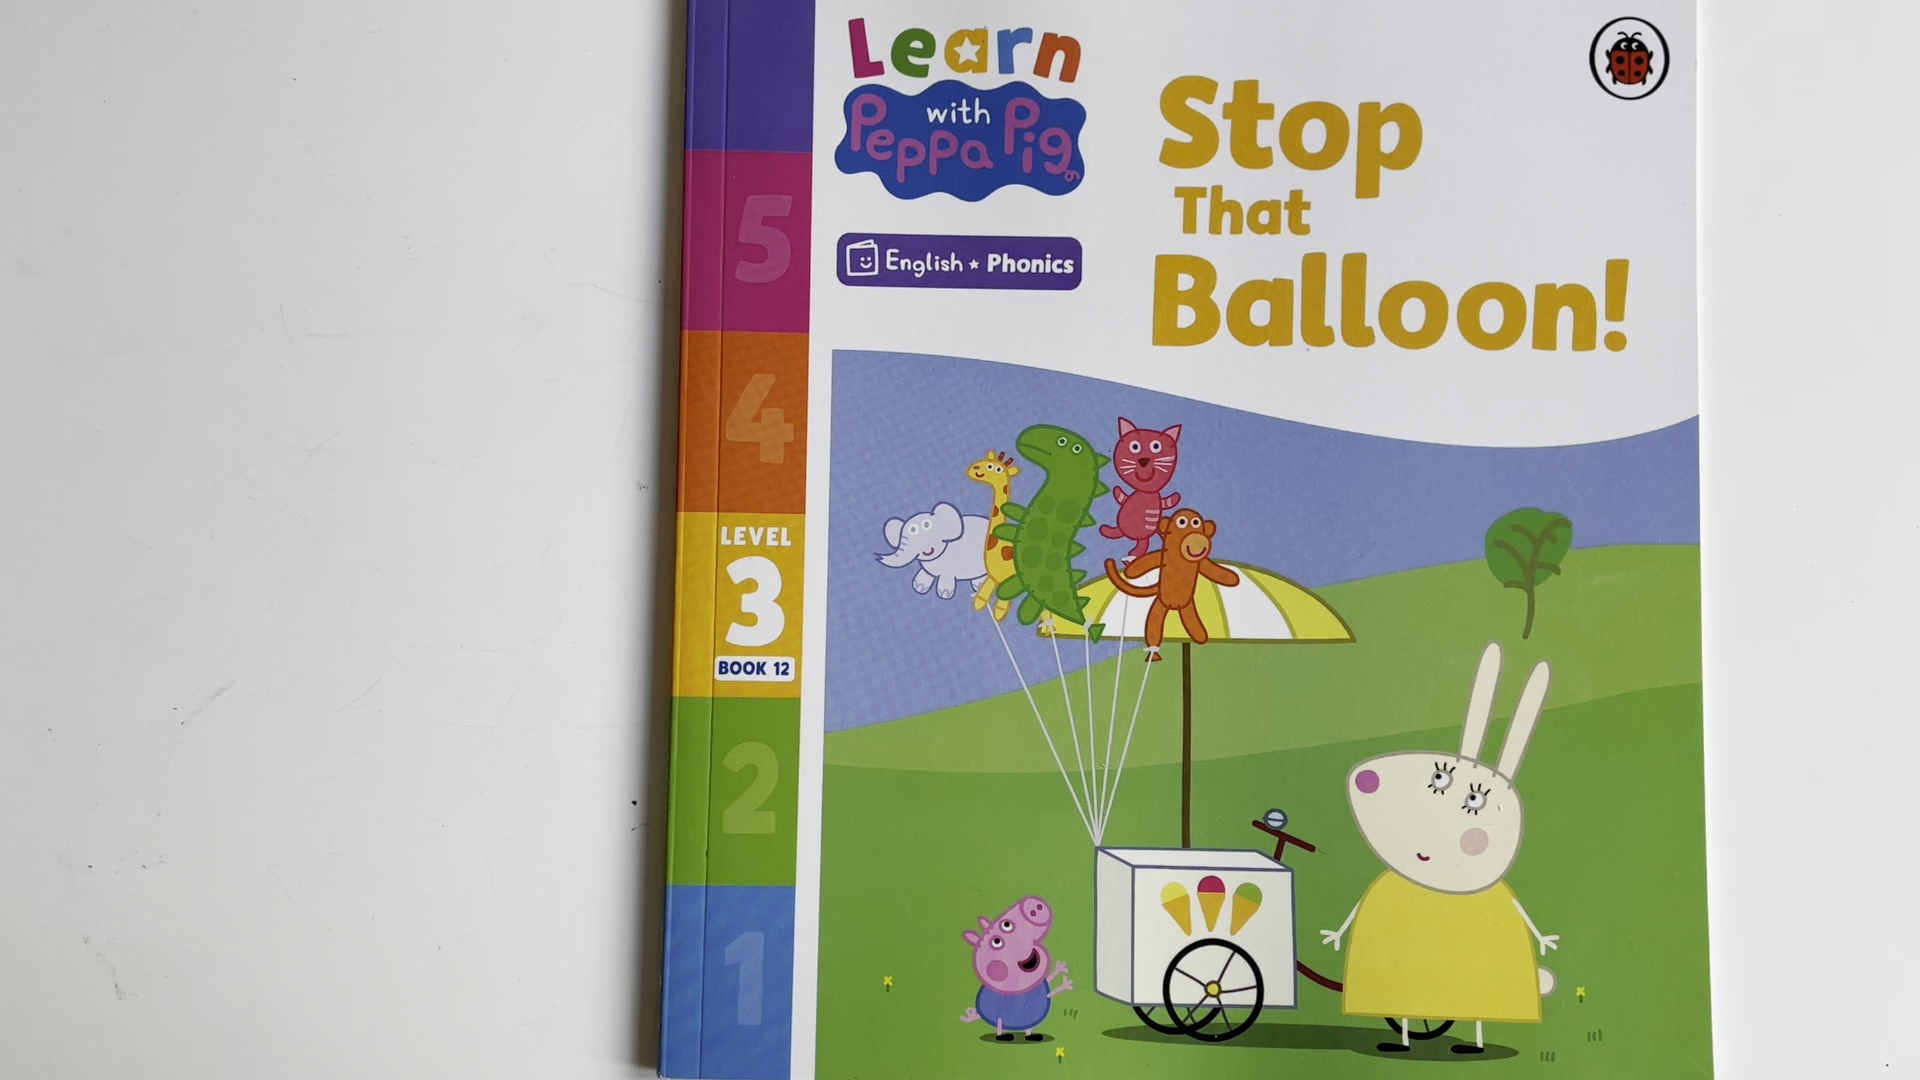 Learn
with
Peppa Pig
English ★ Phonics
Stop
That
Balloon!
5
4
LEVEL
3
BOOK 12
2
1